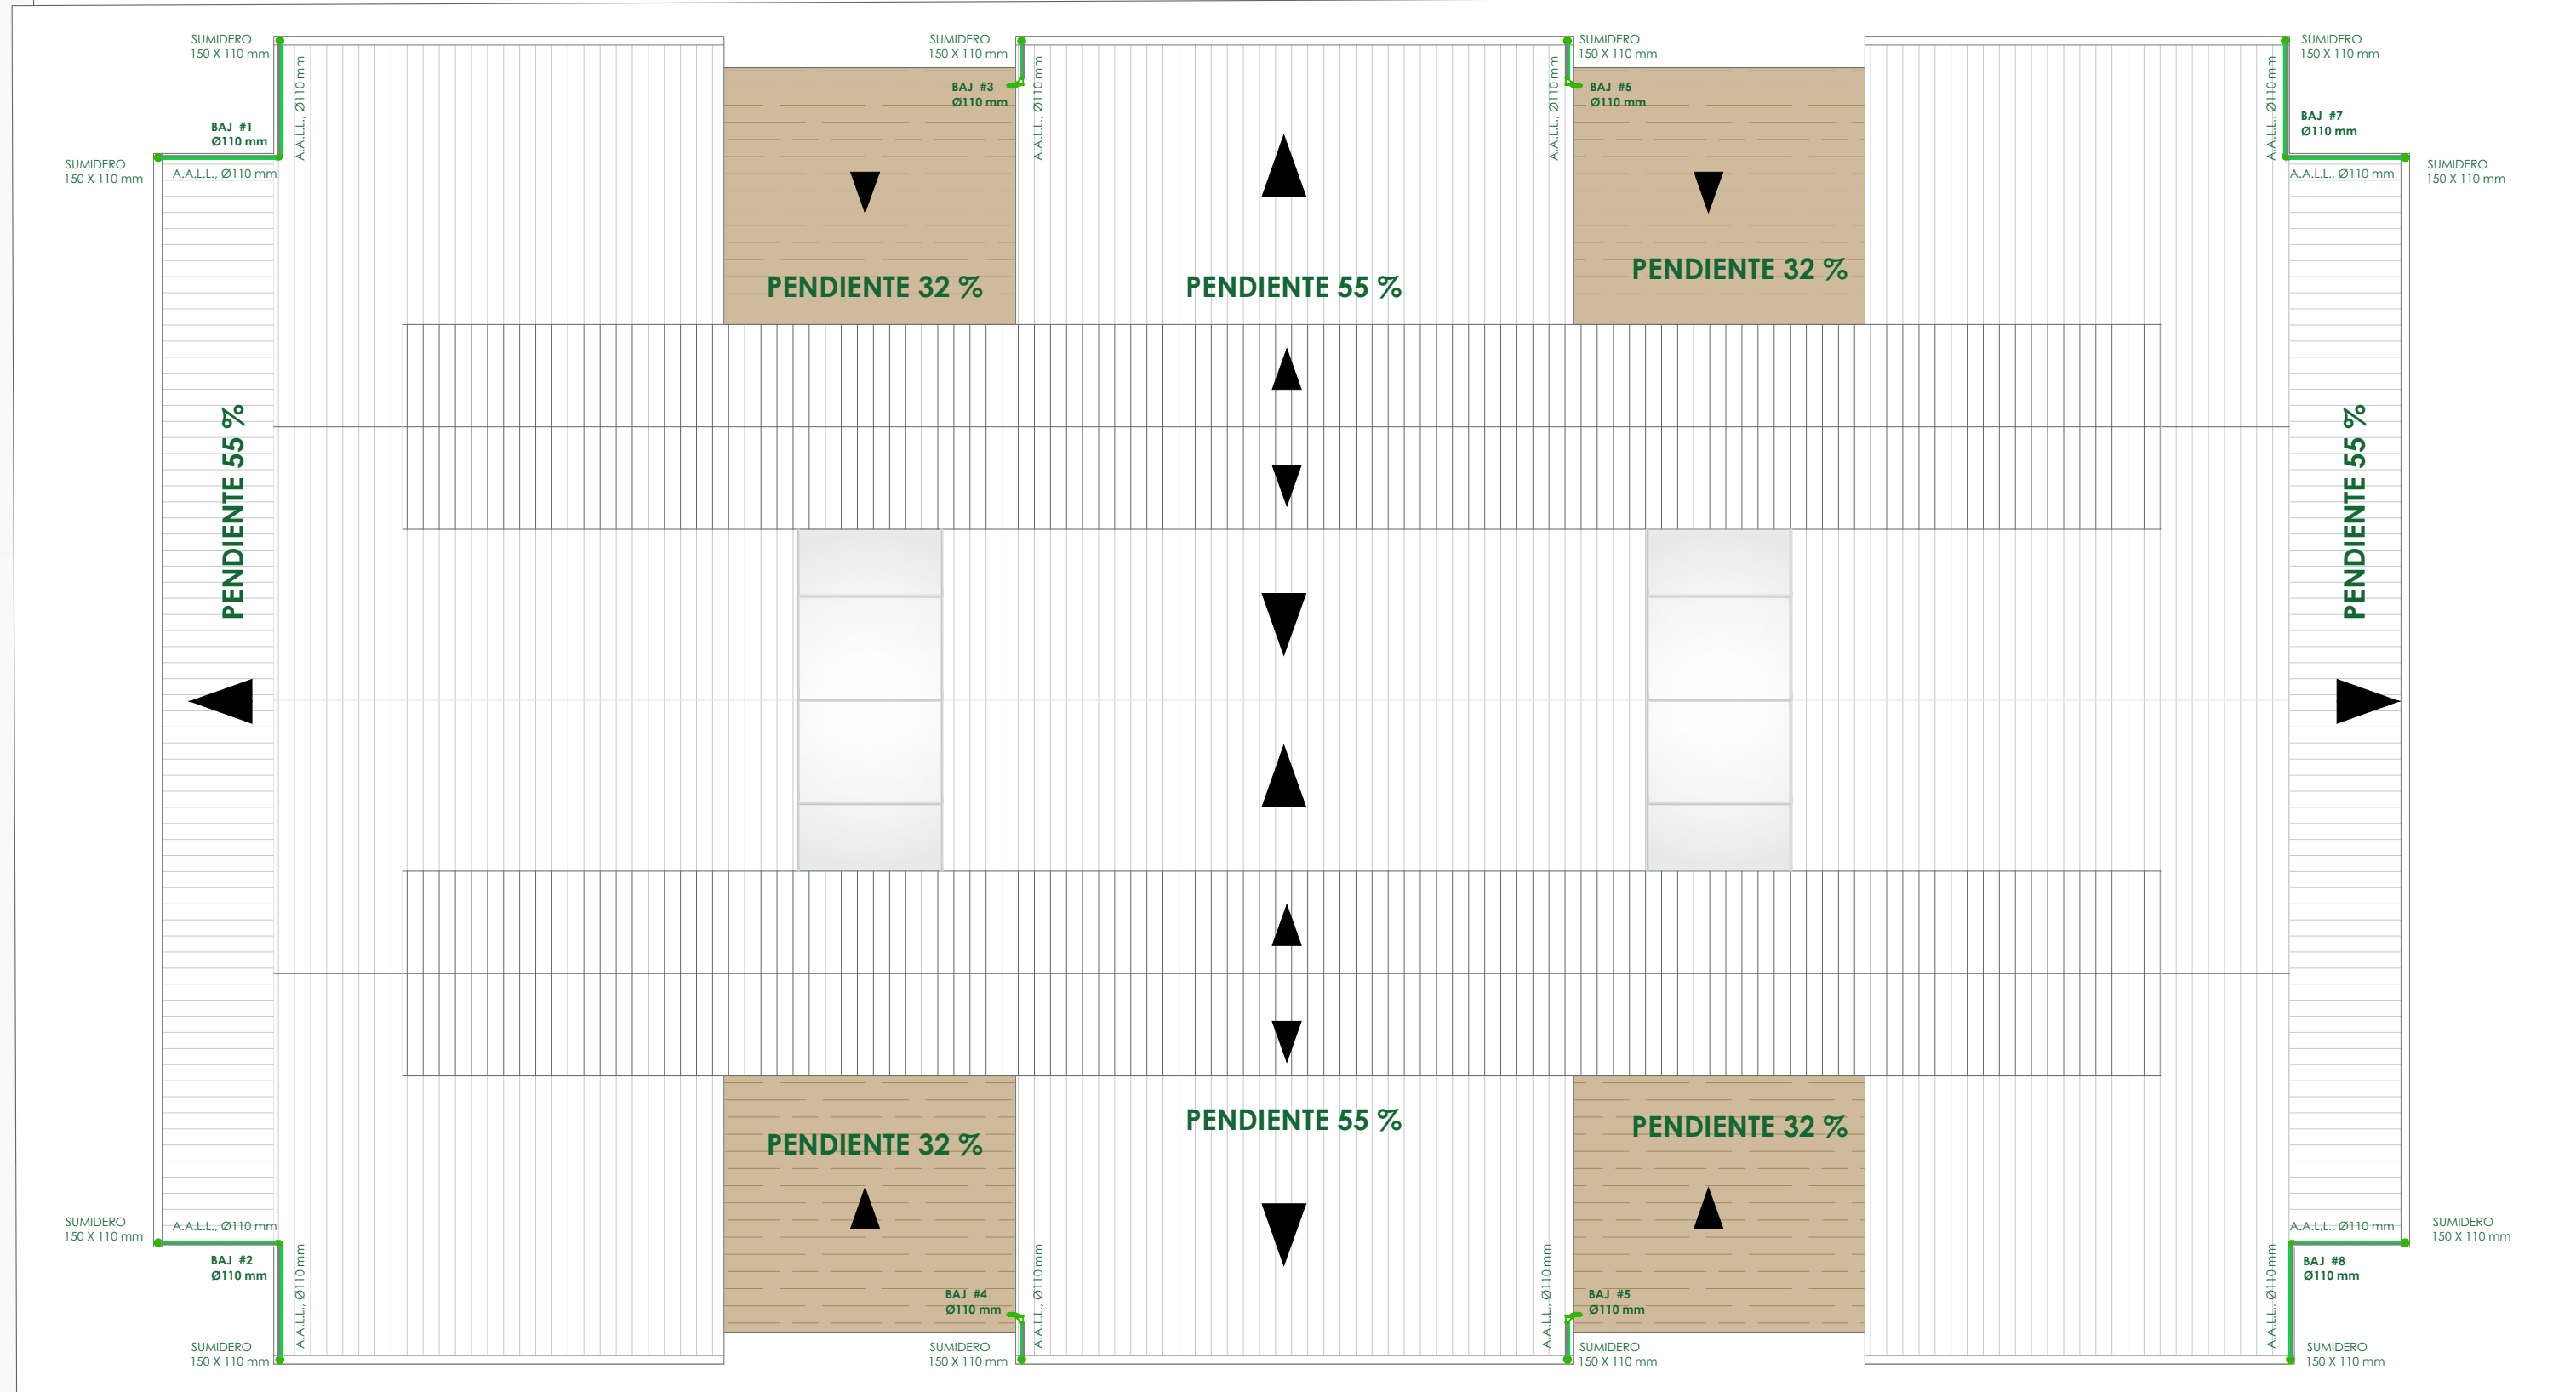 SUMIDERO
150 X 110 mm
SUMIDERO
150 X 110 mm
SUMIDERO
150 X 110 mm
SUMIDERO
150 X 110 mm
A.A.L.L., Ø110 mm
A.A.L.L., Ø110 mm
A.A.L.L., Ø110 mm
A.A.L.L., Ø110 mm
BAJ #3
Ø110 mm
BAJ #5
Ø110 mm
BAJ #1
Ø110 mm
BAJ #7
Ø110 mm
SUMIDERO
150 X 110 mm
A.A.L.L., Ø110 mm
A.A.L.L., Ø110 mm
SUMIDERO
150 X 110 mm
PENDIENTE 32 %
PENDIENTE 55 %
PENDIENTE 32 %
PENDIENTE 55 %
PENDIENTE 55 %
PENDIENTE 32 %
PENDIENTE 55 %
PENDIENTE 32 %
SUMIDERO
150 X 110 mm
A.A.L.L., Ø110 mm
A.A.L.L., Ø110 mm
SUMIDERO
150 X 110 mm
BAJ #2
Ø110 mm
BAJ #8
Ø110 mm
A.A.L.L., Ø110 mm
A.A.L.L., Ø110 mm
A.A.L.L., Ø110 mm
A.A.L.L., Ø110 mm
BAJ #4
Ø110 mm
BAJ #5
Ø110 mm
SUMIDERO
150 X 110 mm
SUMIDERO
150 X 110 mm
SUMIDERO
150 X 110 mm
SUMIDERO
150 X 110 mm